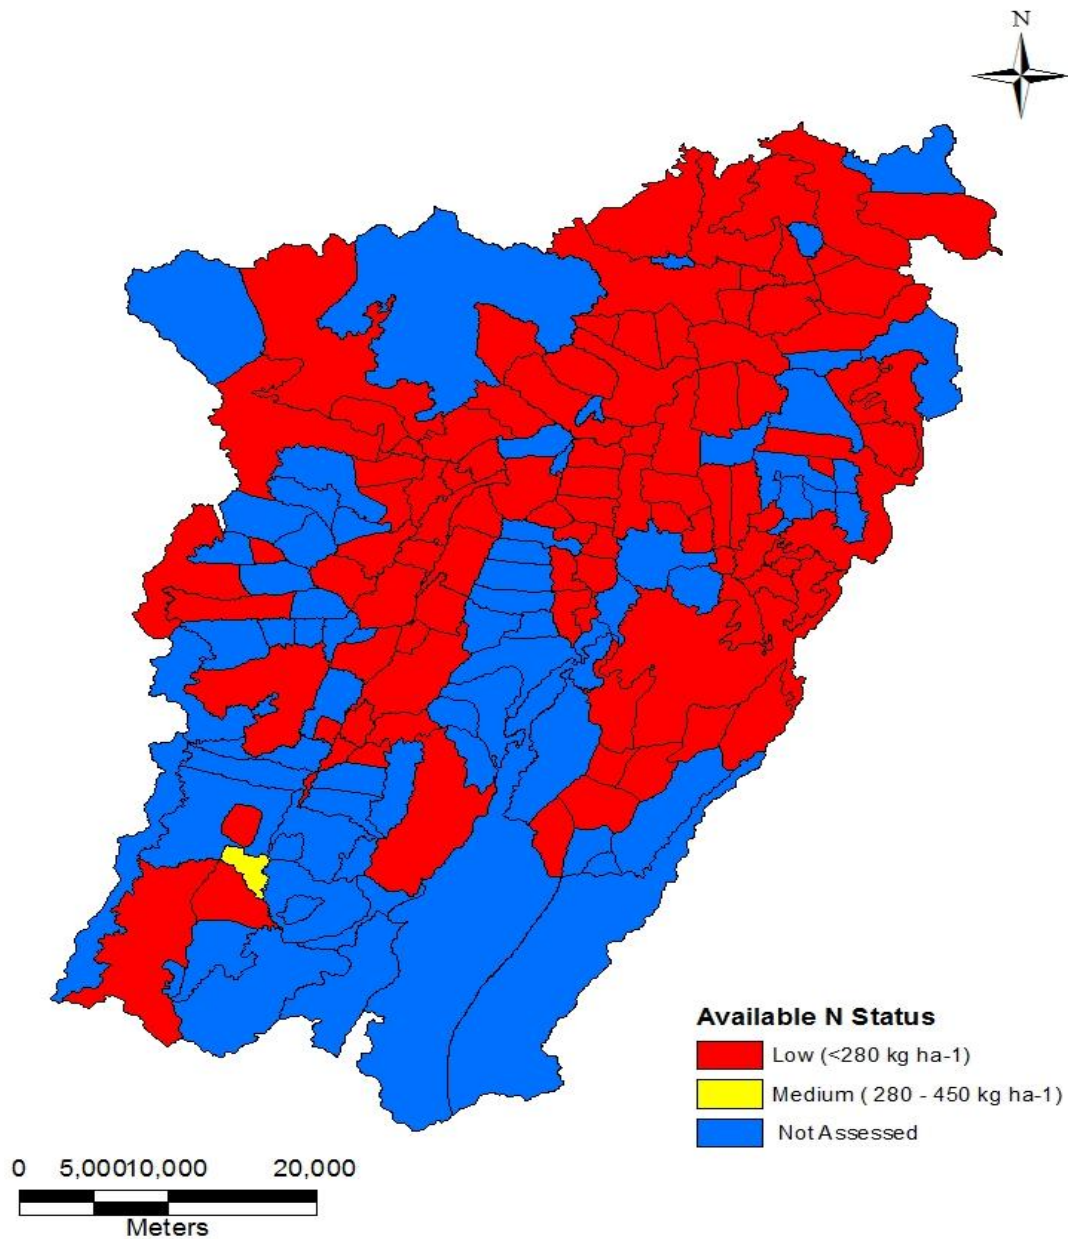 N
Available N Status
Low (<280 kg ha-1)
Medium ( 280 - 450 kg ha-1)
Not Assessed
0 5,00010,000 20,000
Meters